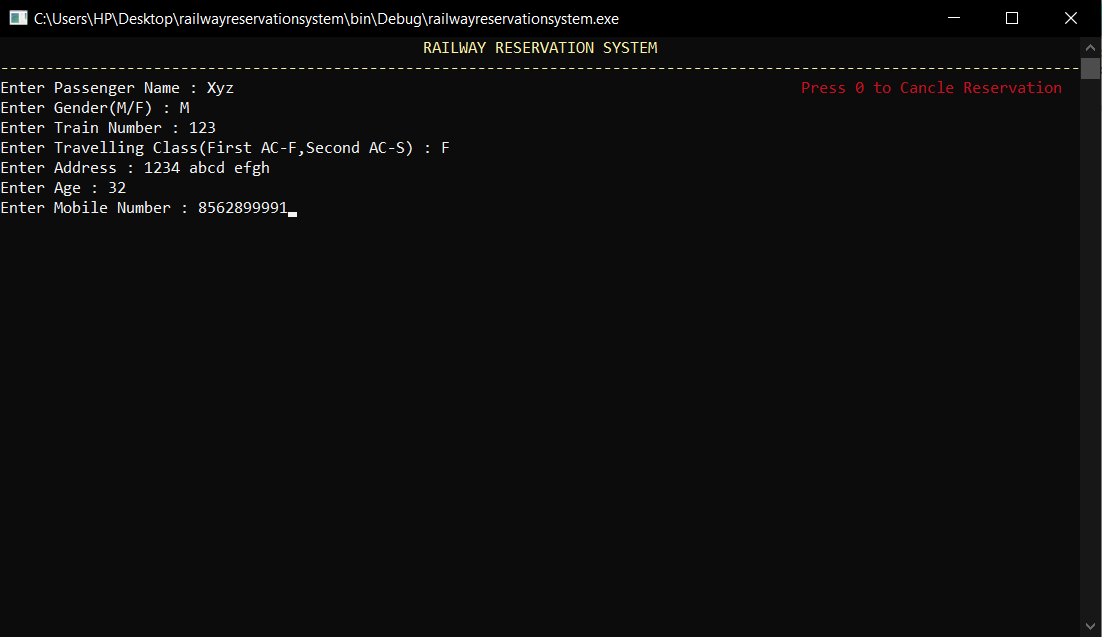 C:\Users\HP\Desktop\railwayreservationsystem\bin\Debug\railwayreservationsystem.exe
RAILWAY RESERVATION SYSTEM
------------------------------------------------------------------------------------------------------------------------
Enter Passenger Name : Xyz Press 0 to Cancle Reservation
Enter Gender(M/F) : M
Enter Train Number : 123
Enter Travelling Class(First AC-F,Second AC-S) : F
Enter Address : 1234 abcd efgh
Enter Age : 32
Enter Mobile Number : 8562899991